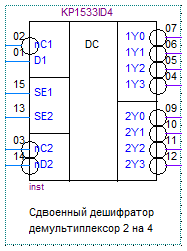 KP1533ID4
02 nC1 DC 1Y0 07
01 D1 1Y1 06
1Y2 05
15 SE1 1Y3 04
13 SE2 2Y0 09
2Y1 10
03 nC2 2Y2 11
14 nD2 2Y3 12
inst
Сдвоенный дешифратор
демультиплексор 2 на 4